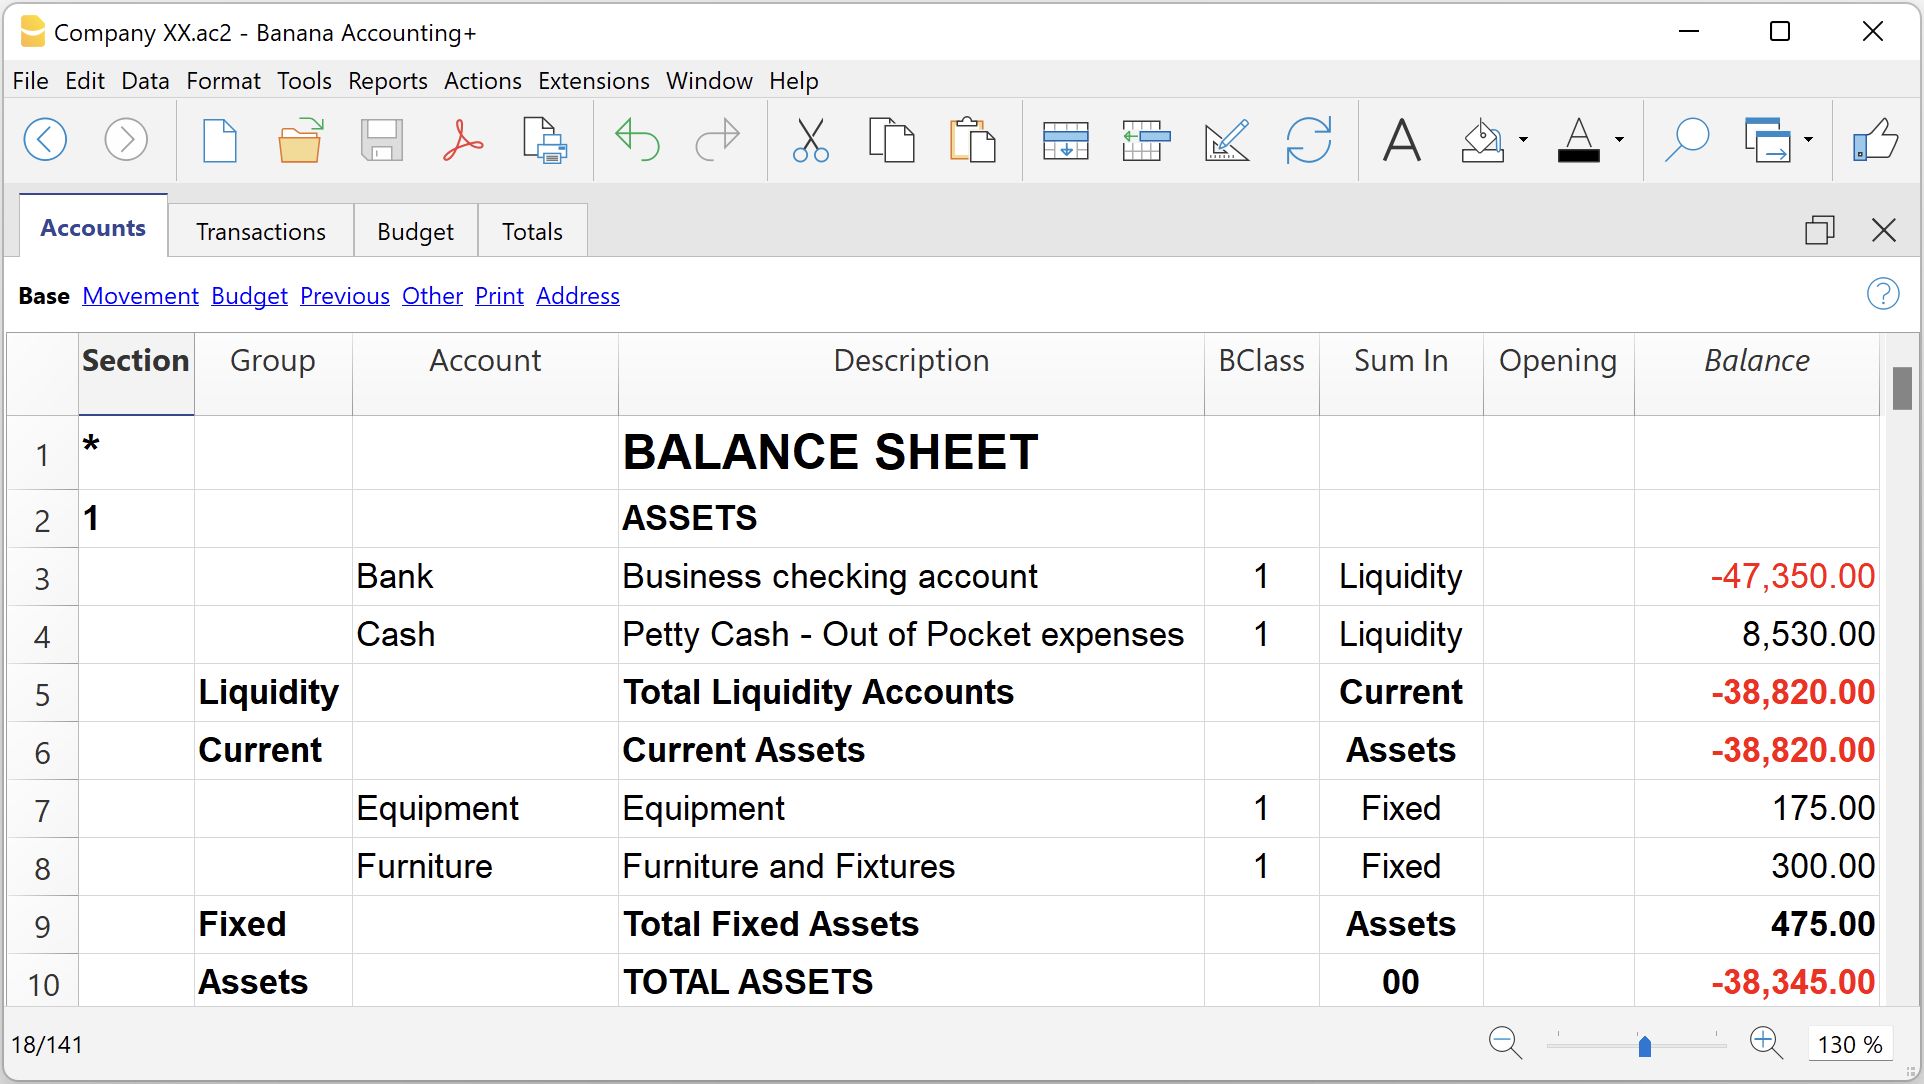 Company XX.ac2 - Banana Accounting+
File Edit Data Format Tools Reports Actions Extensions Window Help
Accounts Transactions Budget Totals
Base Movement Budget Previous Other Print Address
Section Group Account Description BClass Sum In Opening Balance
1 * BALANCE SHEET
2 1 ASSETS
3 Bank Business checking account 1 Liquidity -47,350.00
4 Cash Petty Cash - Out of Pocket expenses 1 Liquidity 8,530.00
5 Liquidity Total Liquidity Accounts Current -38,820.00
6 Current Current Assets Assets -38,820.00
7 Equipment Equipment 1 Fixed 175.00
8 Furniture Furniture and Fixtures 1 Fixed 300.00
9 Fixed Total Fixed Assets Assets 475.00
10 Assets TOTAL ASSETS 00 -38,345.00
18/141 130 %